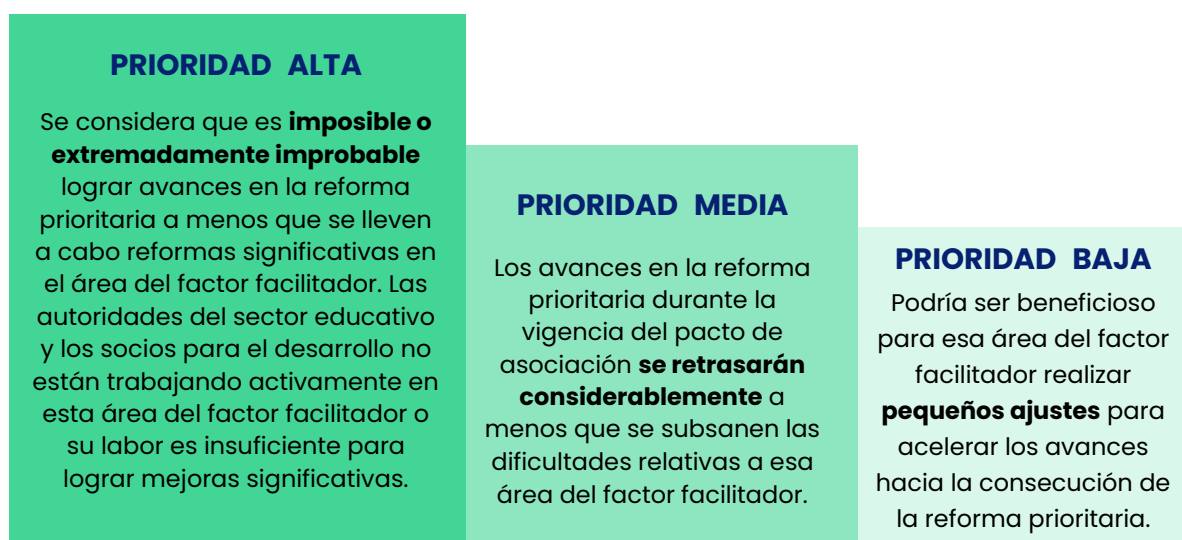 PRIORIDAD ALTA
Se considera que es imposible o
extremadamente improbable
lograr avances en la reforma
prioritaria a menos que se lleven
a cabo reformas significativas en
el área del factor facilitador. Las
autoridades del sector educativo
y los socios para el desarrollo no
están trabajando activamente en
esta área del factor facilitador o
su labor es insuficiente para
lograr mejoras significativas.
PRIORIDAD MEDIA
Los avances en la reforma
prioritaria durante la
vigencia del pacto de
asociación se retrasarán
considerablemente a
menos que se subsanen las
dificultades relativas a esa
área del factor facilitador.
PRIORIDAD BAJA
Podría ser beneficioso
para esa área del factor
facilitador realizar
pequeños ajustes para
acelerar los avances
hacia la consecución de
la reforma prioritaria.